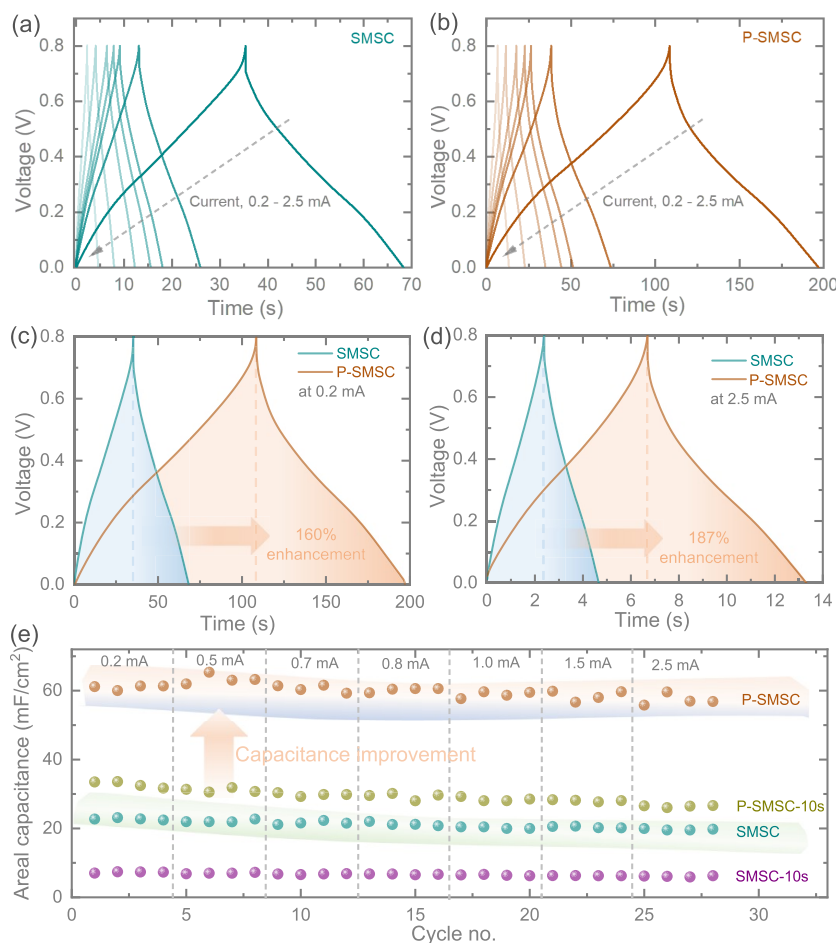 (a)
SMSC
Voltage (V)
0.8
0.6
0.4
0.2
0.0
Current, 0.2 - 2.5 mA
0 10 20 30 40 50 60 70
Time (s)
(b)
P-SMSC
Voltage (V)
0.8
0.6
0.4
0.2
0.0
Current, 0.2 - 2.5 mA
0 50 100 150 200
Time (s)
(c)
SMSC
P-SMSC
at 0.2 mA
Voltage (V)
0.8
0.6
0.4
0.2
0.0
160%
enhancement
0 50 100 150 200
Time (s)
(d)
SMSC
P-SMSC
at 2.5 mA
Voltage (V)
0.8
0.6
0.4
0.2
0.0
187%
enhancement
0 2 4 6 8 10 12 14
Time (s)
(e)
0.2 mA 0.5 mA 0.7 mA 0.8 mA 1.0 mA 1.5 mA 2.5 mA
Areal capacitance (mF/cm²)
60
40
20
0
P-SMSC
Capacitance Improvement
P-SMSC-10s
SMSC
SMSC-10s
0 5 10 15 20 25 30
Cycle no.